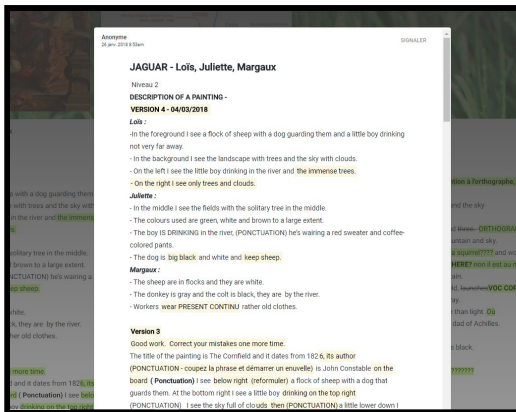 Anonyme
26 janv. 2018 8:53am
SIGNALER
JAGUAR - Loïs, Juliette, Margaux
Niveau 2
DESCRIPTION OF A PAINTING -
VERSION 4 - 04/03/2018
Loïs :
-In the foreground I see a flock of sheep with a dog guarding them and a little boy drinking
not very far away.
- In the background I see the landscape with trees and the sky with clouds.
- On the left I see the little boy drinking in the river and the immense trees.
- On the right I see only trees and clouds.
Juliette :
- In the middle I see the fields with the solitary tree in the middle.
- The colours used are green, white and brown to a large extent.
- The boy IS DRINKING in the river, (PONCTUATION) he's wairing a red sweater and coffee-
colored pants.
- The dog is big black and white and keep sheep.
Margaux :
- The sheep are in flocks and they are white.
- The donkey is gray and the colt is black, they are by the river.
- Workers wear PRESENT CONTINU rather old clothes.
Version 3
Good work. Correct your mistakes one more time.
The title of the painting is The Cornfield and it dates from 1826, its author
(PONCTUATION - coupez la phrase et démarrer un enuvelle) is John Constable on the
board ( Ponctuation) I see below right (reformuler) a flock of sheep with a dog that
guards them. At the bottom right I see a little boy drinking on the top right
(PONCTUATION) I see the sky full of clouds then (PONCTUATION) a little lower down I